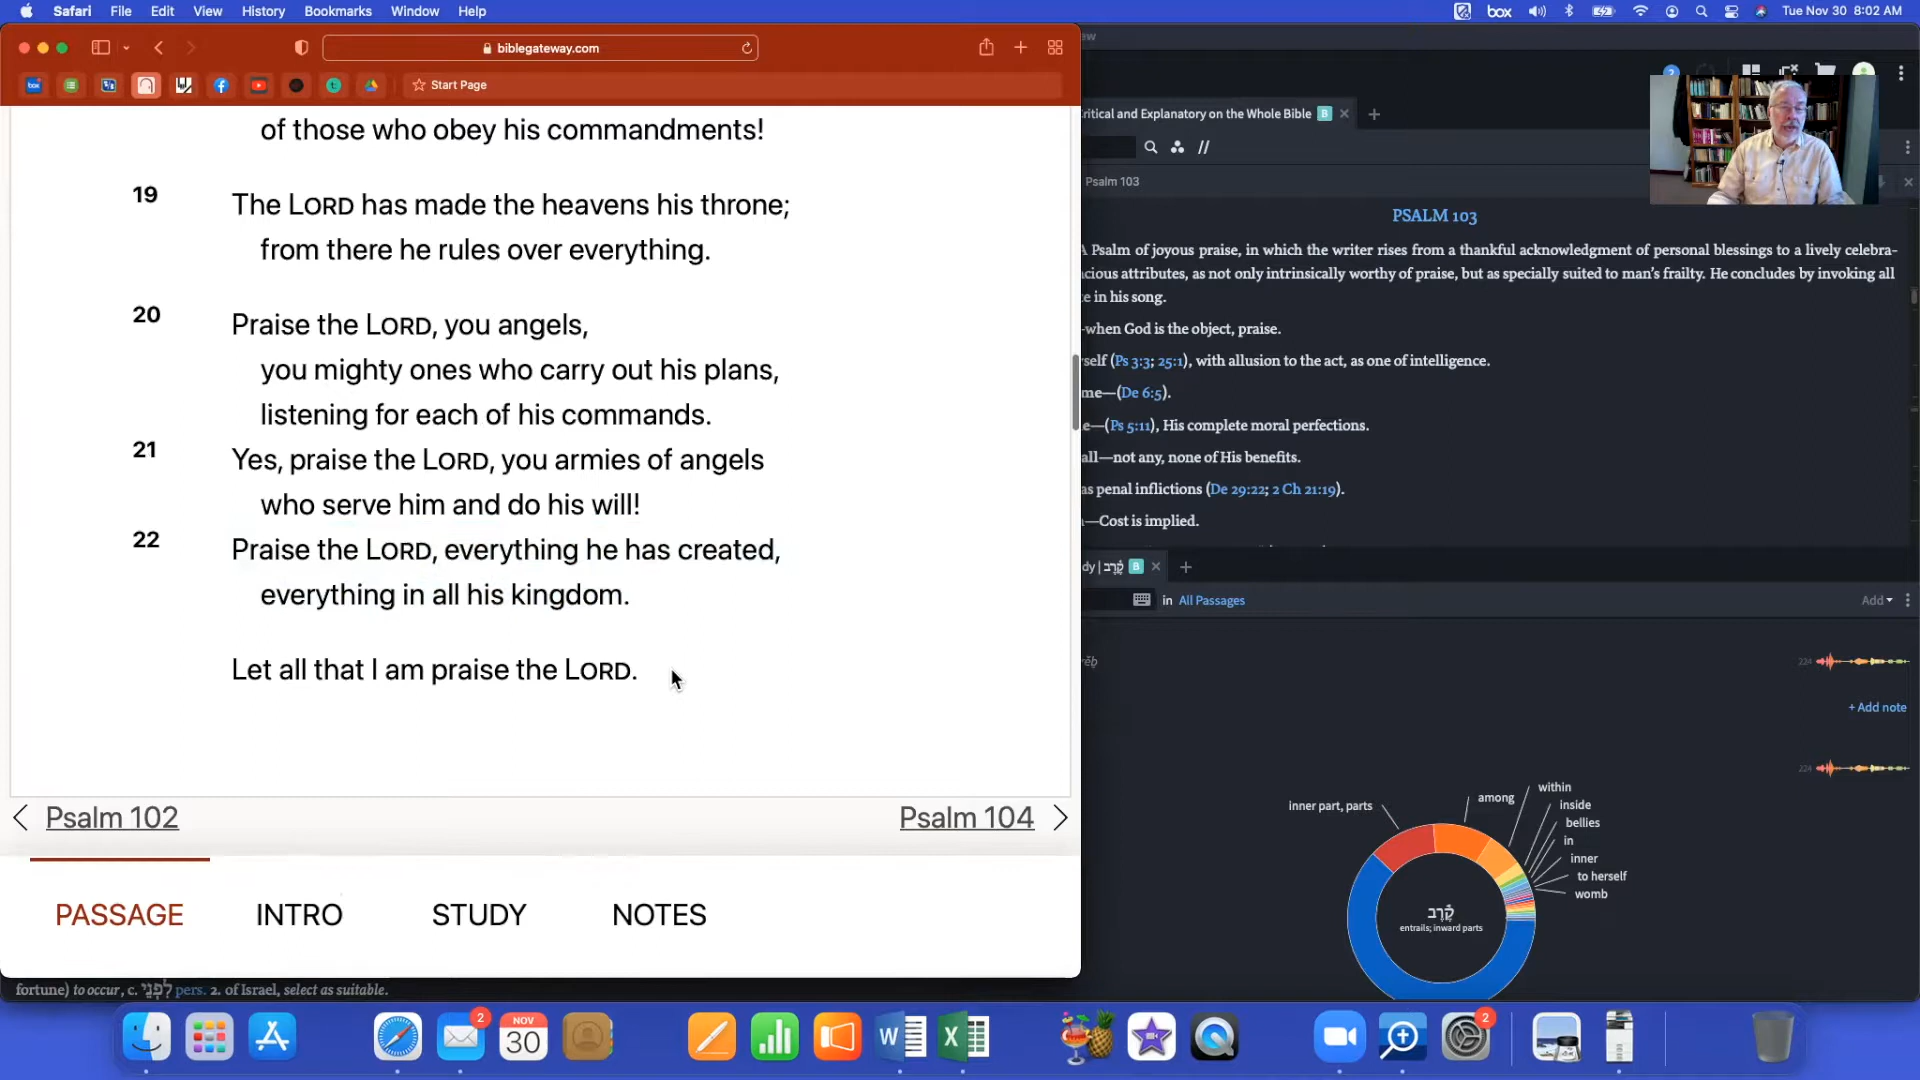 Safari File Edit View History Bookmarks Window Help
box Tue Nov 30 8:02 AM
biblegateway.com
Start Page
of those who obey his commandments!
19 The LORD has made the heavens his throne;
from there he rules over everything.
20 Praise the LORD, you angels,
you mighty ones who carry out his plans,
listening for each of his commands.
21 Yes, praise the LORD, you armies of angels
who serve him and do his will!
22 Praise the LORD, everything he has created,
everything in all his kingdom.
Let all that I am praise the LORD.
Psalm 102 Psalm 104
PASSAGE INTRO STUDY NOTES
fortune) to occur, c. לִפְנֵי pers. 2. of Israel, select as suitable.
ew
ritical and Explanatory on the Whole Bible B
Psalm 103
PSALM 103
A Psalm of joyous praise, in which the writer rises from a thankful acknowledgment of personal blessings to a lively celebra-
cious attributes, as not only intrinsically worthy of praise, but as specially suited to man's frailty. He concludes by invoking all
e in his song.
-when God is the object, praise.
rself (Ps 3:3; 25:1), with allusion to the act, as one of intelligence.
me—(De 6:5).
e—(Ps 5:11), His complete moral perfections.
all—not any, none of His benefits.
as penal inflictions (De 29:22; 2 Ch 21:19).
n—Cost is implied.
dy | קֶרֶב B
in All Passages Add
224
+ Add note
224
inner part, parts
among
within
inside
bellies
in
inner
to herself
womb
קֶרֶב
entrails; inward parts
2
NOV
30
2